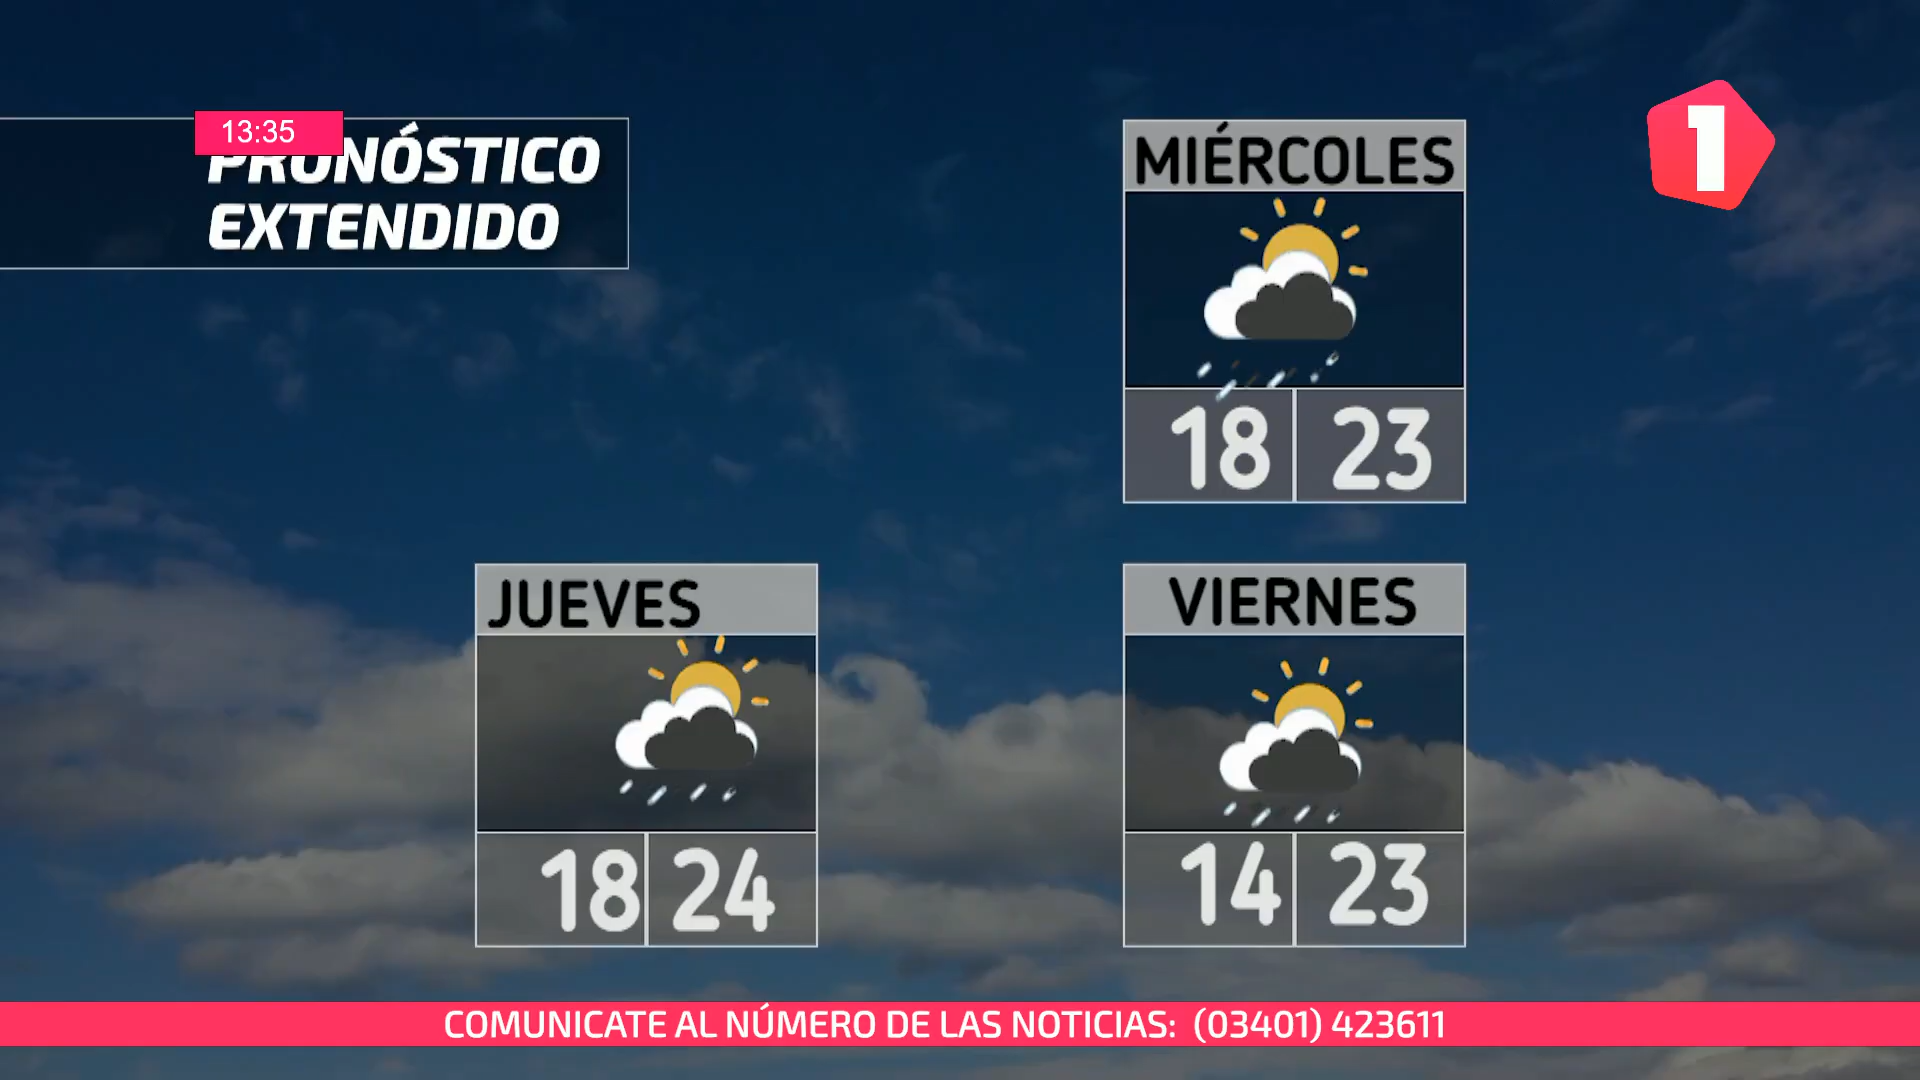 13:35
PRONÓSTICO
EXTENDIDO
1
MIÉRCOLES
18 23
JUEVES
18 24
VIERNES
14 23
COMUNICATE AL NÚMERO DE LAS NOTICIAS: (03401) 423611